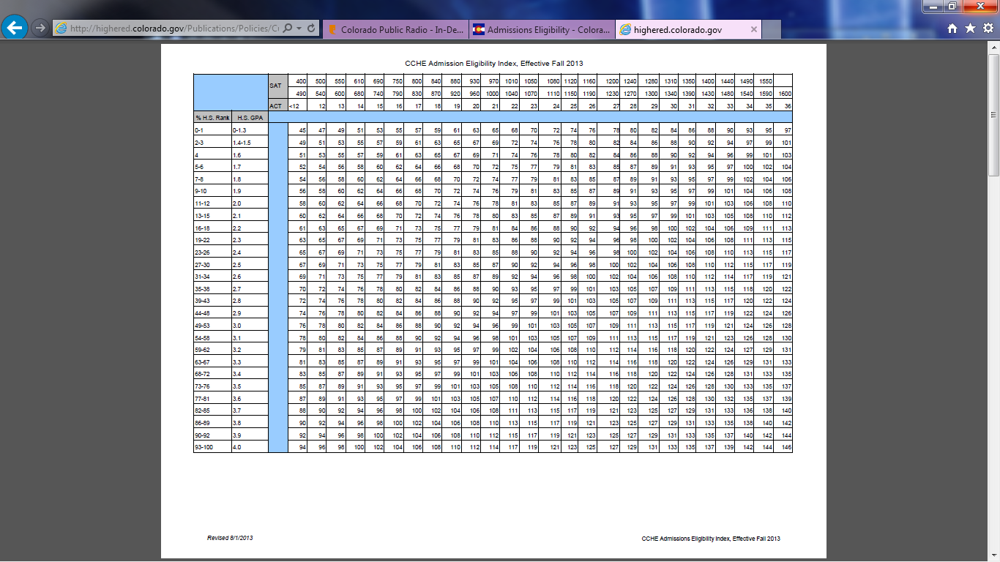 http://highered.colorado.gov/Publications/Policies/C
Colorado Public Radio - In-De...
Admissions Eligibility - Colora...
highered.colorado.gov
CCHE Admission Eligibility Index, Effective Fall 2013
SAT 400 500 550 610 690 750 800 840 880 930 970 1010 1050 1080 1120 1160 1200 1240 1280 1310 1350 1400 1440 1490 1550
490 540 600 680 740 790 830 870 920 960 1000 1040 1070 1110 1150 1190 1230 1270 1300 1340 1390 1430 1480 1540 1590 1600
ACT <12 12 13 14 15 16 17 18 19 20 21 22 23 24 25 26 27 28 29 30 31 32 33 34 35 36
% H.S. Rank H.S. GPA
0-1 0-1.3 45 47 49 51 53 55 57 59 61 63 65 68 70 72 74 76 78 80 82 84 86 88 90 93 95 97
2-3 1.4-1.5 49 51 53 55 57 59 61 63 65 67 69 72 74 76 78 80 82 84 86 88 90 92 94 97 99 101
4 1.6 51 53 55 57 59 61 63 65 67 69 71 74 76 78 80 82 84 86 88 90 92 94 96 99 101 103
5-6 1.7 52 54 56 58 60 62 64 66 68 70 72 75 77 79 81 83 85 87 89 91 93 95 97 100 102 104
7-8 1.8 54 56 58 60 62 64 66 68 70 72 74 77 79 81 83 85 87 89 91 93 95 97 99 102 104 106
9-10 1.9 56 58 60 62 64 66 68 70 72 74 76 79 81 83 85 87 89 91 93 95 97 99 101 104 106 108
11-12 2.0 58 60 62 64 66 68 70 72 74 76 78 81 83 85 87 89 91 93 95 97 99 101 103 106 108 110
13-15 2.1 60 62 64 66 68 70 72 74 76 78 80 83 85 87 89 91 93 95 97 99 101 103 105 108 110 112
16-18 2.2 61 63 65 67 69 71 73 75 77 79 81 84 86 88 90 92 94 96 98 100 102 104 106 109 111 113
19-22 2.3 63 65 67 69 71 73 75 77 79 81 83 86 88 90 92 94 96 98 100 102 104 106 108 111 113 115
23-26 2.4 65 67 69 71 73 75 77 79 81 83 85 88 90 92 94 96 98 100 102 104 106 108 110 113 115 117
27-30 2.5 67 69 71 73 75 77 79 81 83 85 87 90 92 94 96 98 100 102 104 106 108 110 112 115 117 119
31-34 2.6 69 71 73 75 77 79 81 83 85 87 89 92 94 96 98 100 102 104 106 108 110 112 114 117 119 121
35-38 2.7 70 72 74 76 78 80 82 84 86 88 90 93 95 97 99 101 103 105 107 109 111 113 115 118 120 122
39-43 2.8 72 74 76 78 80 82 84 86 88 90 92 95 97 99 101 103 105 107 109 111 113 115 117 120 122 124
44-48 2.9 74 76 78 80 82 84 86 88 90 92 94 97 99 101 103 105 107 109 111 113 115 117 119 122 124 126
49-53 3.0 76 78 80 82 84 86 88 90 92 94 96 99 101 103 105 107 109 111 113 115 117 119 121 124 126 128
54-58 3.1 78 80 82 84 86 88 90 92 94 96 98 101 103 105 107 109 111 113 115 117 119 121 123 126 128 130
59-62 3.2 79 81 83 85 87 89 91 93 95 97 99 102 104 106 108 110 112 114 116 118 120 122 124 127 129 131
63-67 3.3 81 83 85 87 89 91 93 95 97 99 101 104 106 108 110 112 114 116 118 120 122 124 126 129 131 133
68-72 3.4 83 85 87 89 91 93 95 97 99 101 103 106 108 110 112 114 116 118 120 122 124 126 128 131 133 135
73-76 3.5 85 87 89 91 93 95 97 99 101 103 105 108 110 112 114 116 118 120 122 124 126 128 130 133 135 137
77-81 3.6 87 89 91 93 95 97 99 101 103 105 107 110 112 114 116 118 120 122 124 126 128 130 132 135 137 139
82-85 3.7 88 90 92 94 96 98 100 102 104 106 108 111 113 115 117 119 121 123 125 127 129 131 133 136 138 140
86-89 3.8 90 92 94 96 98 100 102 104 106 108 110 113 115 117 119 121 123 125 127 129 131 133 135 138 140 142
90-92 3.9 92 94 96 98 100 102 104 106 108 110 112 115 117 119 121 123 125 127 129 131 133 135 137 140 142 144
93-100 4.0 94 96 98 100 102 104 106 108 110 112 114 117 119 121 123 125 127 129 131 133 135 137 139 142 144 146
Revised 8/1/2013
CCHE Admissions Eligibility Index, Effective Fall 2013